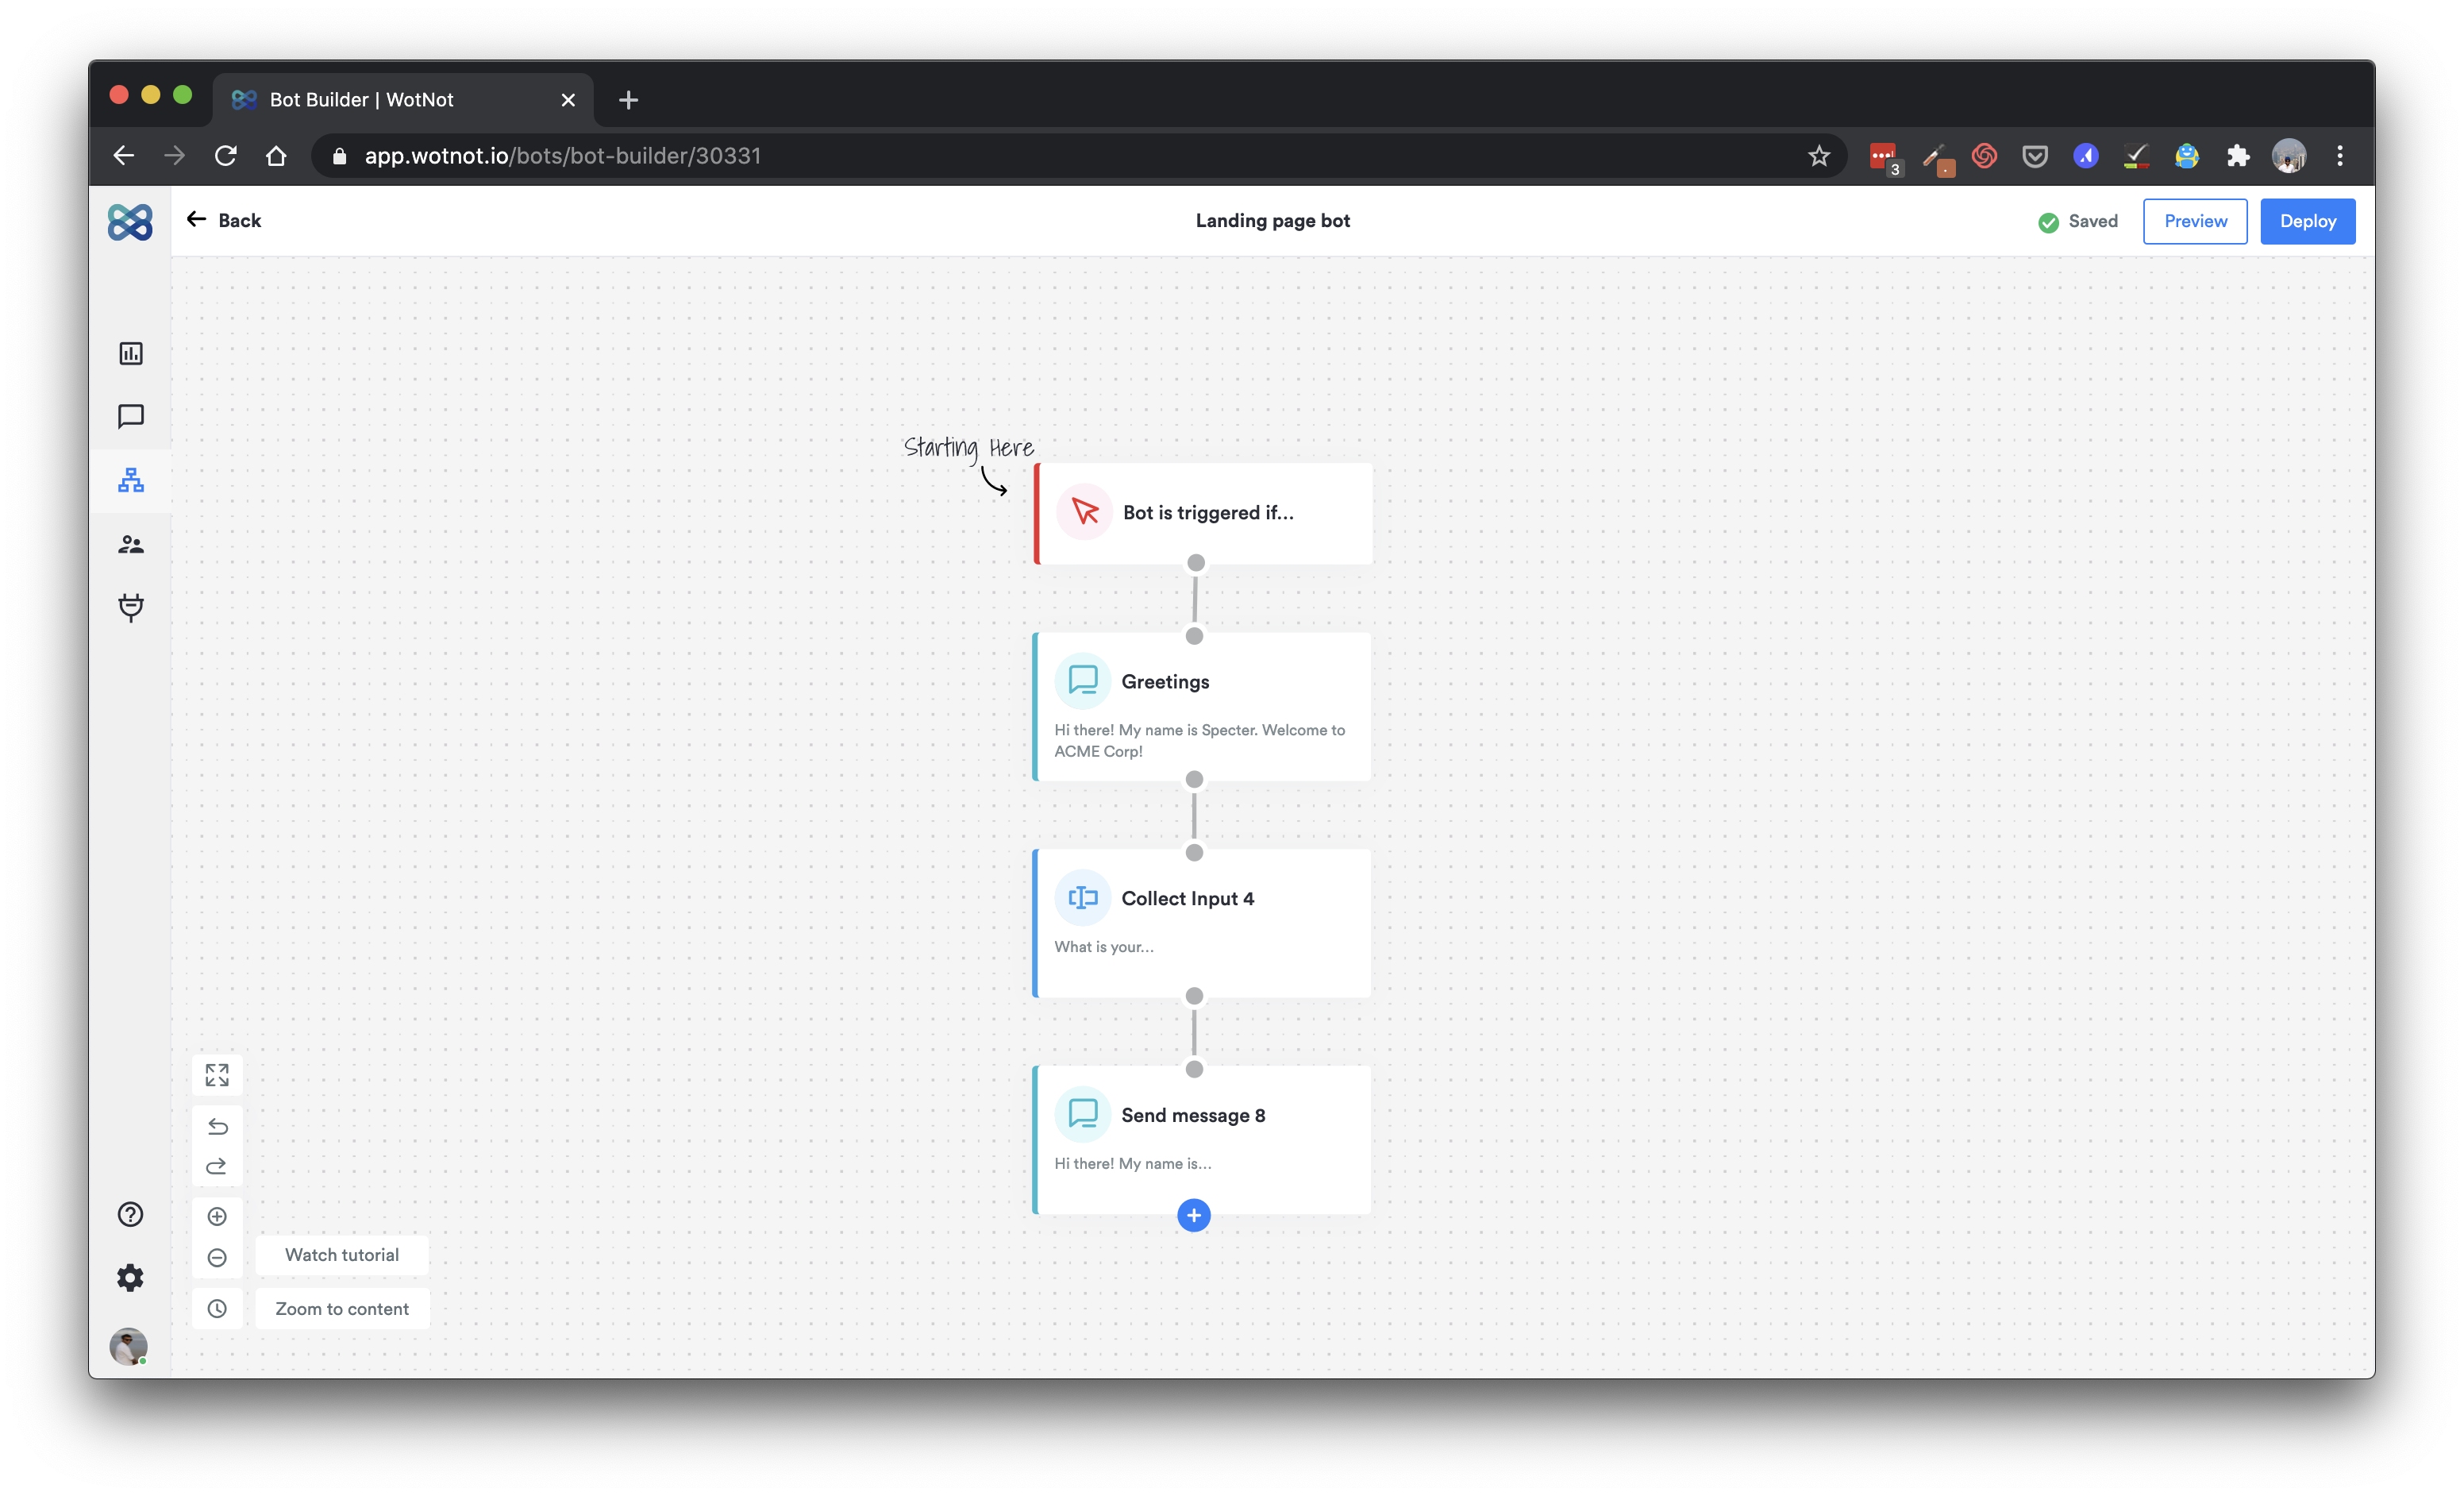 Bot Builder | WotNot
app.wotnot.io/bots/bot-builder/30331
3
Back
Landing page bot
Saved
Preview
Deploy
Starting Here
Bot is triggered if...
Greetings
Hi there! My name is Specter. Welcome to
ACME Corp!
Collect Input 4
What is your...
Send message 8
Hi there! My name is...
Watch tutorial
Zoom to content